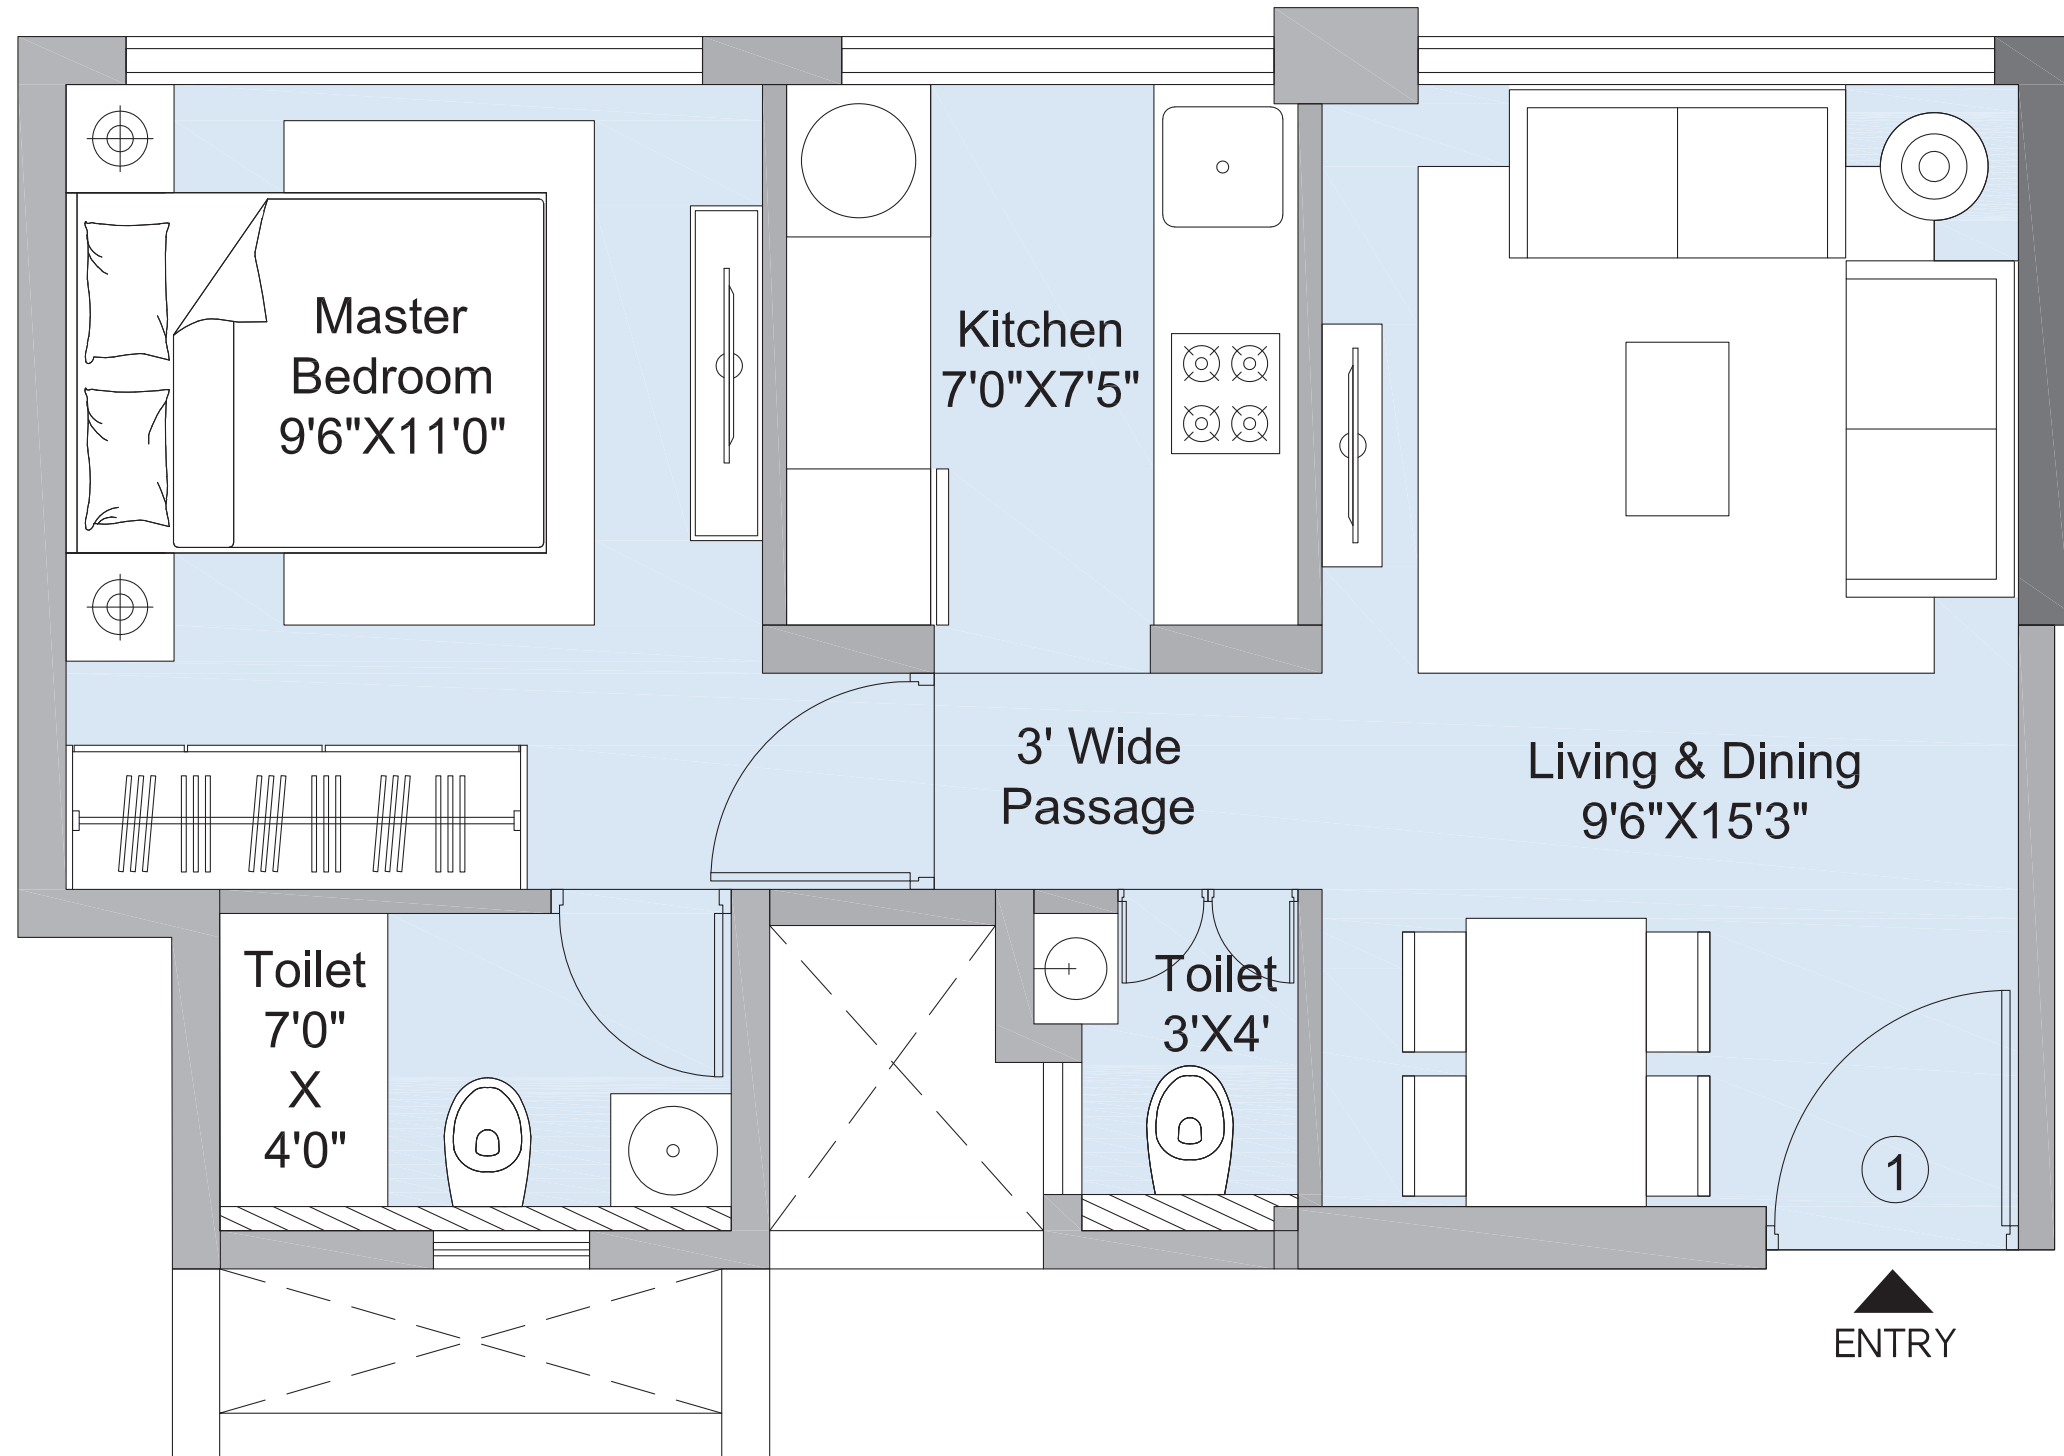 Master
Bedroom
9'6"X11'0"
Kitchen
7'0"X7'5"
3' Wide
Passage
Living & Dining
9'6"X15'3"
Toilet
7'0"
X
4'0"
Toilet
3'X4'
1
ENTRY